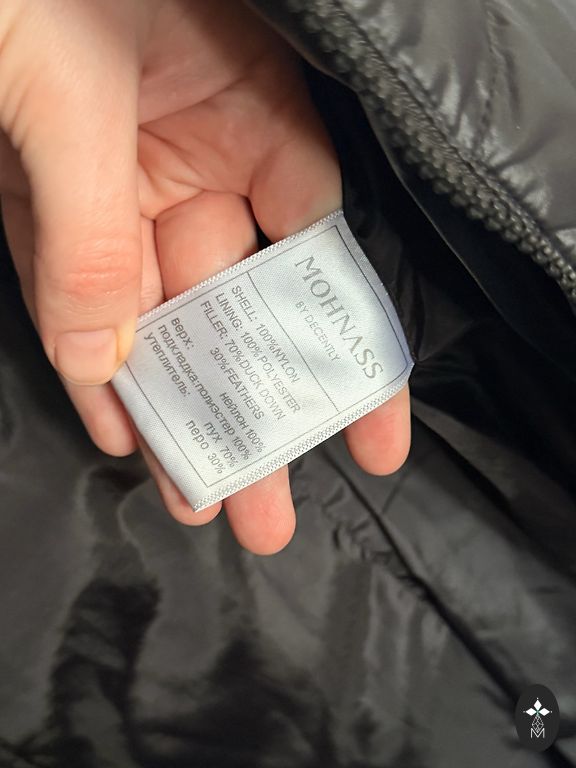 MOHNASS
BY DECENTLY
SHELL: 100%NYLON
LINING: 100%POLYESTER
FILLER: 70%DUCK DOWN
30%FEATHERS
верх: нейлон 100%
подкладка:полиэстер 100%
утеплитель: пух 70%
перо 30%
M